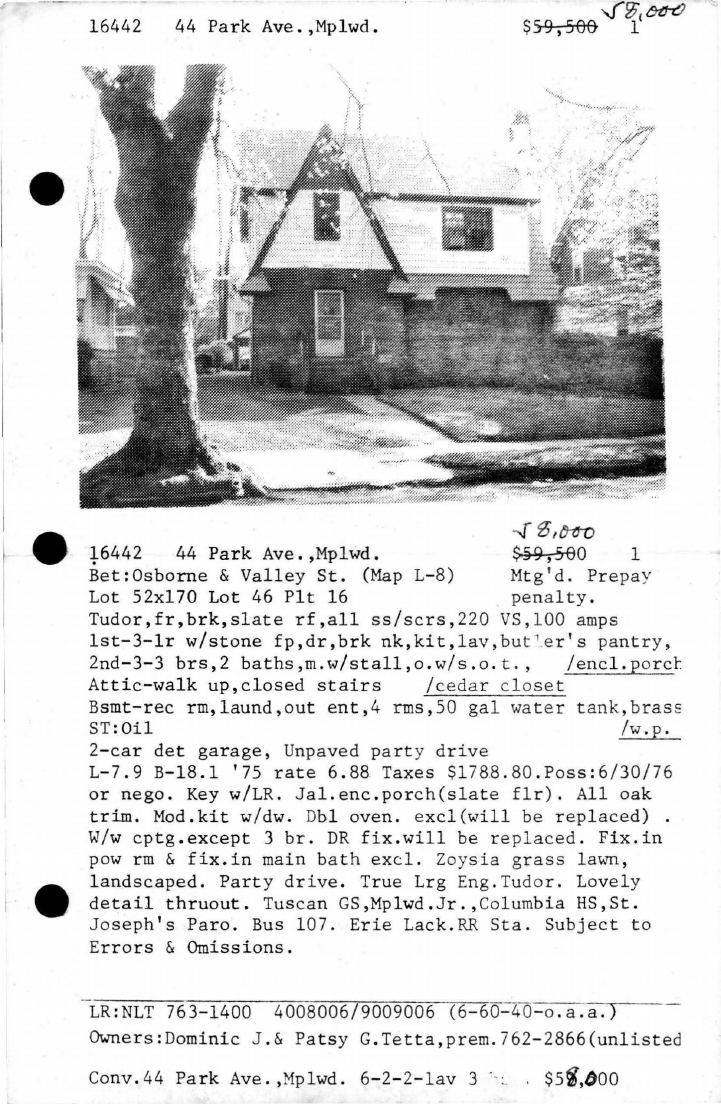 58,000
16442 44 Park Ave.,Mplwd. $59,500 1
58,000
16442 44 Park Ave.,Mplwd. $59,500 1
Bet:Osborne & Valley St. (Map L-8) Mtg'd. Prepay
Lot 52x170 Lot 46 Plt 16 penalty.
Tudor,fr,brk,slate rf,all ss/scrs,220 VS,100 amps
1st-3-lr w/stone fp,dr,brk nk,kit,lav,butler's pantry,
2nd-3-3 brs,2 baths,m.w/stall,o.w/s.o.t., /encl.porch
Attic-walk up,closed stairs /cedar closet
Bsmt-rec rm,laund,out ent,4 rms,50 gal water tank,brass
ST:Oil /w.p.
2-car det garage, Unpaved party drive
L-7.9 B-18.1 '75 rate 6.88 Taxes $1788.80.Poss:6/30/76
or nego. Key w/LR. Jal.enc.porch(slate flr). All oak
trim. Mod.kit w/dw. Dbl oven. excl(will be replaced) .
W/w cptg.except 3 br. DR fix.will be replaced. Fix.in
pow rm & fix.in main bath excl. Zoysia grass lawn,
landscaped. Party drive. True Lrg Eng.Tudor. Lovely
detail thruout. Tuscan GS,Mplwd.Jr.,Columbia HS,St.
Joseph's Paro. Bus 107. Erie Lack.RR Sta. Subject to
Errors & Omissions.
LR:NLT 763-1400 4008006/9009006 (6-60-40-o.a.a.)
Owners:Dominic J.& Patsy G.Tetta,prem.762-2866(unlisted
Conv.44 Park Ave.,Mplwd. 6-2-2-lav 3 $58,000